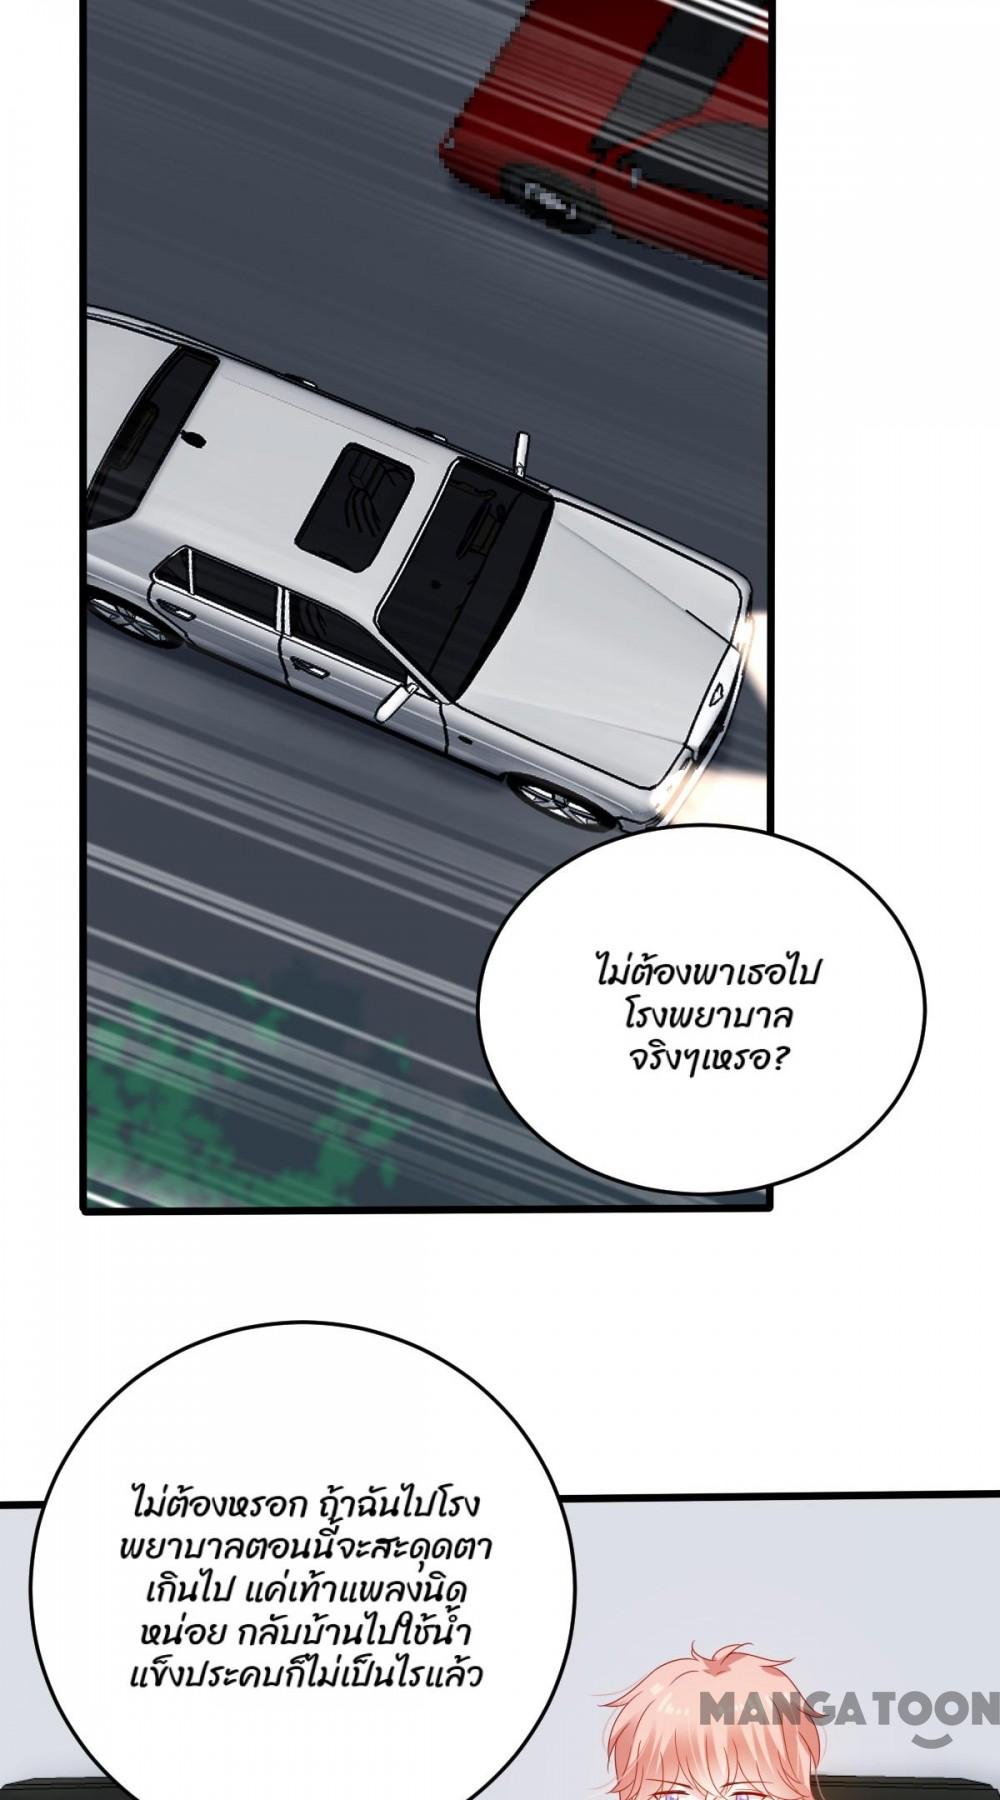 ไม่ต้องพาเธอไป
โรงพยาบาล
จริงๆเหรอ?
ไม่ต้องหรอก ถ้าฉันไปโรง
พยาบาลตอนนี้จะสะดุดตา
เกินไป แค่เท้าแพลงนิด
หน่อย กลับบ้านไปใช้น้ำ
แข็งประคบก็ไม่เป็นไรแล้ว
MANGATOON